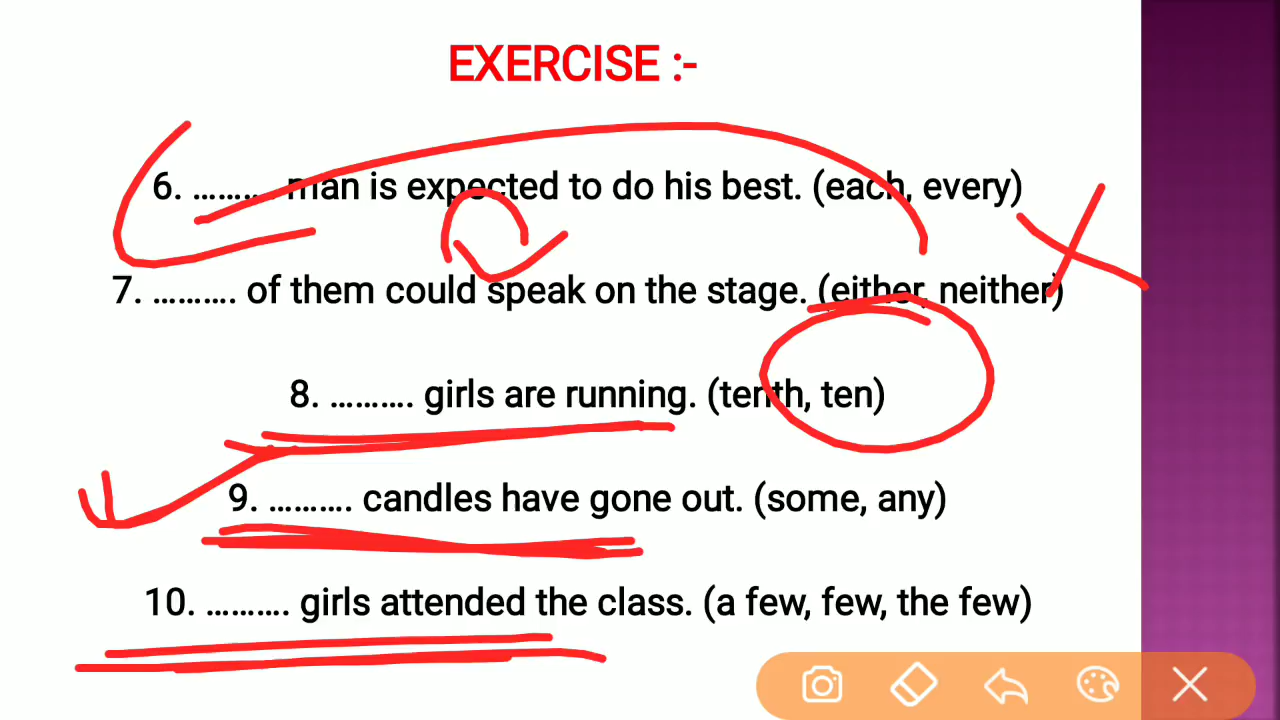 EXERCISE :-
6. ………. man is expected to do his best. (each, every)
7. ………. of them could speak on the stage. (either, neither)
8. ………. girls are running. (tenth, ten)
9. ………. candles have gone out. (some, any)
10. ………. girls attended the class. (a few, few, the few)